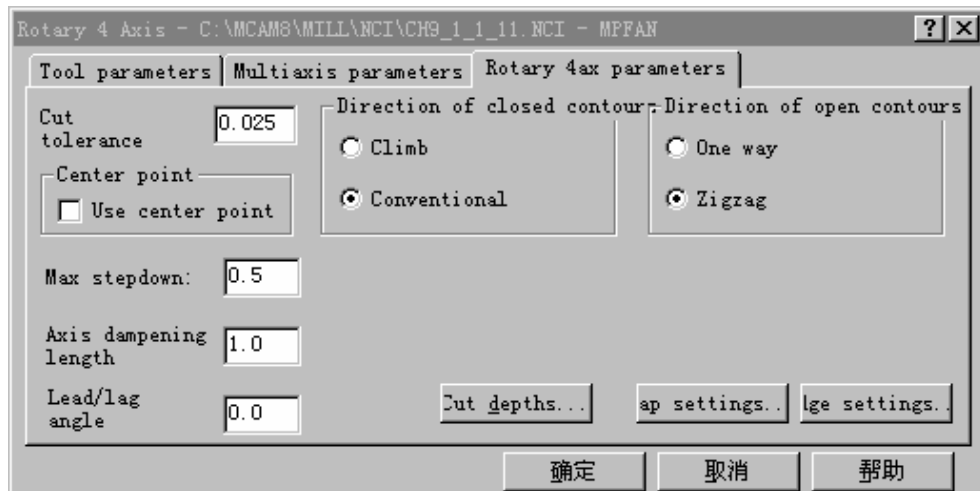 Rotary 4 Axis - C:\MCAM8\MILL\NCI\CH9_1_1_11.NCI - MPFAN
Tool parameters
Multiaxis parameters
Rotary 4ax parameters
Cut
tolerance
0.025
Center point
Use center point
Direction of closed contours
Climb
Conventional
Direction of open contours
One way
Zigzag
Max stepdown:
0.5
Axis dampening
length
1.0
Lead/lag
angle
0.0
Cut depths...
ap settings..
dge settings..
确定
取消
帮助